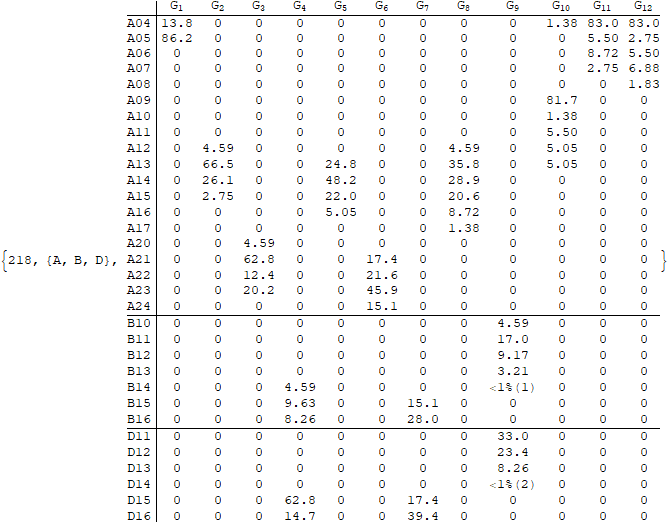 G1 G2 G3 G4 G5 G6 G7 G8 G9 G10 G11 G12
A04 13.8 0 0 0 0 0 0 0 0 1.38 83.0 83.0
A05 86.2 0 0 0 0 0 0 0 0 0 5.50 2.75
A06 0 0 0 0 0 0 0 0 0 0 8.72 5.50
A07 0 0 0 0 0 0 0 0 0 0 2.75 6.88
A08 0 0 0 0 0 0 0 0 0 0 0 1.83
A09 0 0 0 0 0 0 0 0 0 81.7 0 0
A10 0 0 0 0 0 0 0 0 0 1.38 0 0
A11 0 0 0 0 0 0 0 0 0 5.50 0 0
A12 0 4.59 0 0 0 0 0 4.59 0 5.05 0 0
A13 0 66.5 0 0 24.8 0 0 35.8 0 5.05 0 0
A14 0 26.1 0 0 48.2 0 0 28.9 0 0 0 0
A15 0 2.75 0 0 22.0 0 0 20.6 0 0 0 0
A16 0 0 0 0 5.05 0 0 8.72 0 0 0 0
A17 0 0 0 0 0 0 0 1.38 0 0 0 0
A20 0 0 4.59 0 0 0 0 0 0 0 0 0
{218, {A, B, D}, A21 0 0 62.8 0 0 17.4 0 0 0 0 0 0 }
A22 0 0 12.4 0 0 21.6 0 0 0 0 0 0
A23 0 0 20.2 0 0 45.9 0 0 0 0 0 0
A24 0 0 0 0 0 15.1 0 0 0 0 0 0
B10 0 0 0 0 0 0 0 0 4.59 0 0 0
B11 0 0 0 0 0 0 0 0 17.0 0 0 0
B12 0 0 0 0 0 0 0 0 9.17 0 0 0
B13 0 0 0 0 0 0 0 0 3.21 0 0 0
B14 0 0 0 4.59 0 0 0 0 <1%(1) 0 0 0
B15 0 0 0 9.63 0 0 15.1 0 0 0 0 0
B16 0 0 0 8.26 0 0 28.0 0 0 0 0 0
D11 0 0 0 0 0 0 0 0 33.0 0 0 0
D12 0 0 0 0 0 0 0 0 23.4 0 0 0
D13 0 0 0 0 0 0 0 0 8.26 0 0 0
D14 0 0 0 0 0 0 0 0 <1%(2) 0 0 0
D15 0 0 0 62.8 0 0 17.4 0 0 0 0 0
D16 0 0 0 14.7 0 0 39.4 0 0 0 0 0